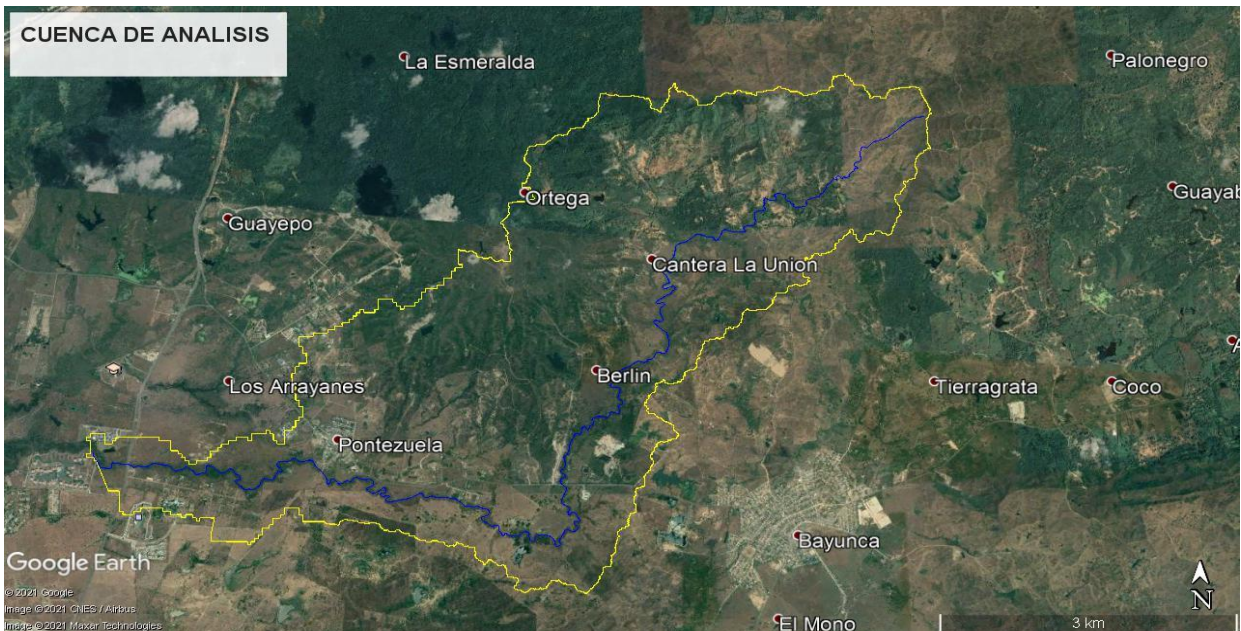 CUENCA DE ANALISIS
La Esmeralda
Palonegro
Ortega
Guayab
Guayepo
Cantera La Union
Berlin
Los Arrayanes
Tierragrata
Coco
A
Pontezuela
Bayunca
Google Earth
© 2021 Google
Image © 2021 CNES / Airbus
Image © 2021 Maxar Technologies
El Mono
3 km
N